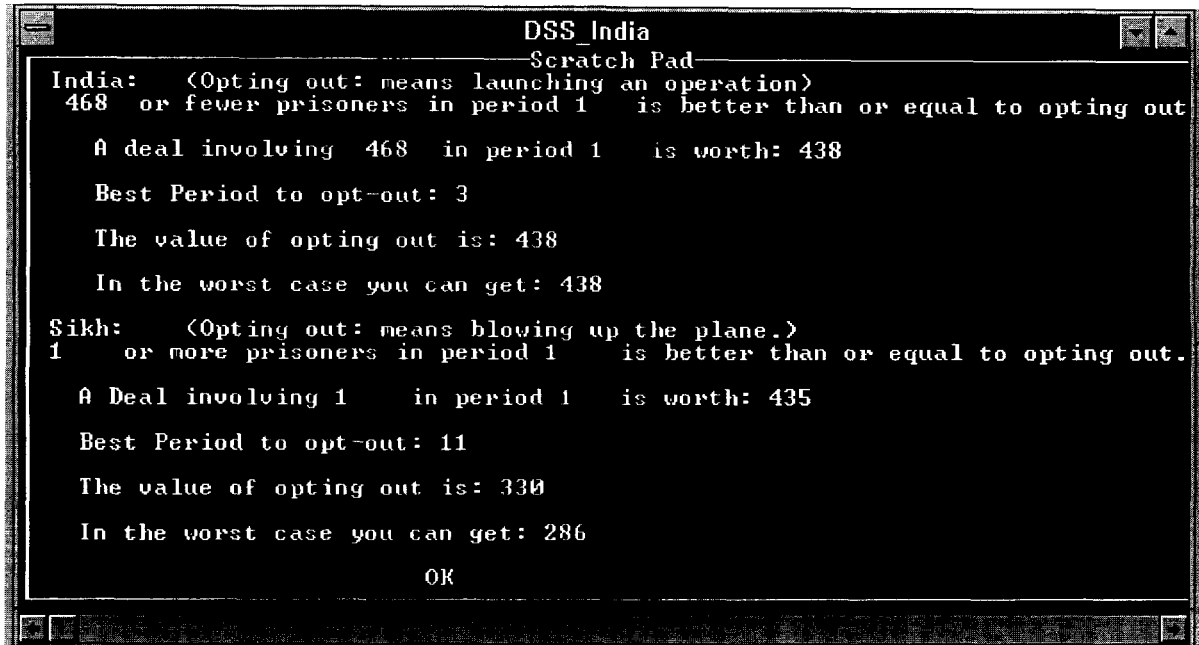 DSS_India
Scratch Pad
India: (Opting out: means launching an operation)
468 or fewer prisoners in period 1 is better than or equal to opting out
A deal involving 468 in period 1 is worth: 438
Best Period to opt-out: 3
The value of opting out is: 438
In the worst case you can get: 438
Sikh: (Opting out: means blowing up the plane.)
1 or more prisoners in period 1 is better than or equal to opting out.
A Deal involving 1 in period 1 is worth: 435
Best Period to opt-out: 11
The value of opting out is: 330
In the worst case you can get: 286
OK